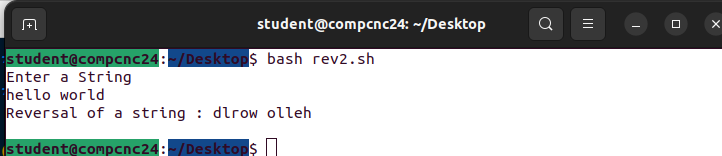 student@compcnc24: ~/Desktop
student@compcnc24:~/Desktop$ bash rev2.sh
Enter a String
hello world
Reversal of a string : dlrow olleh
student@compcnc24:~/Desktop$